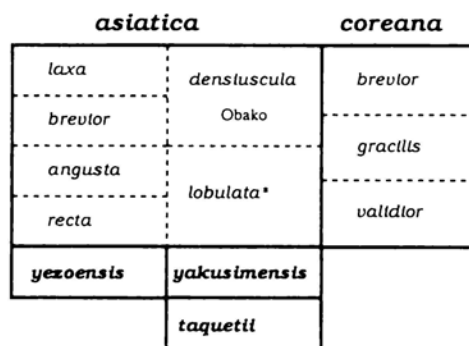 asiatica coreana
laxa densiuscula brevior
brevior Obako
angusta gracilis
lobulata*
recta validior
yezoensis yakusimensis
taquetii